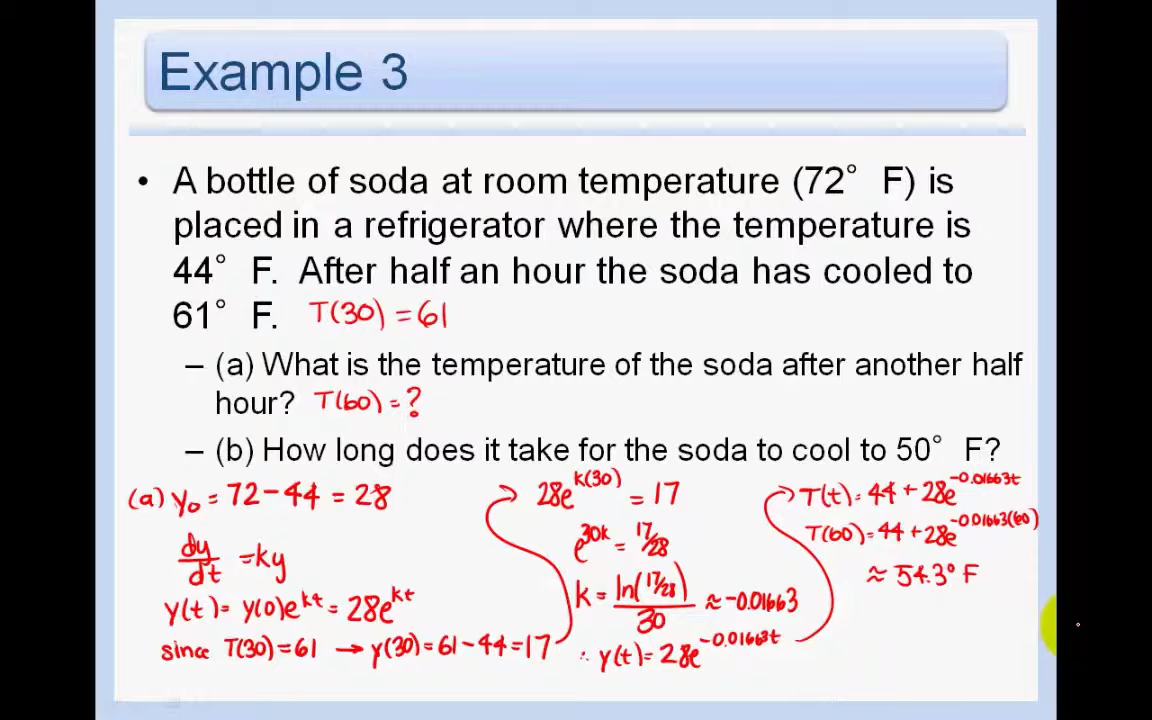 Example 3
• A bottle of soda at room temperature (72° F) is
placed in a refrigerator where the temperature is
44° F. After half an hour the soda has cooled to
61° F. T(30) = 61
– (a) What is the temperature of the soda after another half
hour? T(60) = ?
– (b) How long does it take for the soda to cool to 50° F?
(a) y₀ = 72 - 44 = 28
dy/dt = ky
y(t) = y(0)e^kt = 28e^kt
since T(30) = 61 → y(30) = 61 - 44 = 17
28e^k(30) = 17
e^30k = 17/28
k = ln(17/28)/30 ≈ -0.01663
∴ y(t) = 28e^-0.01663t
T(t) = 44 + 28e^-0.01663t
T(60) = 44 + 28e^-0.01663(60)
≈ 54.3° F